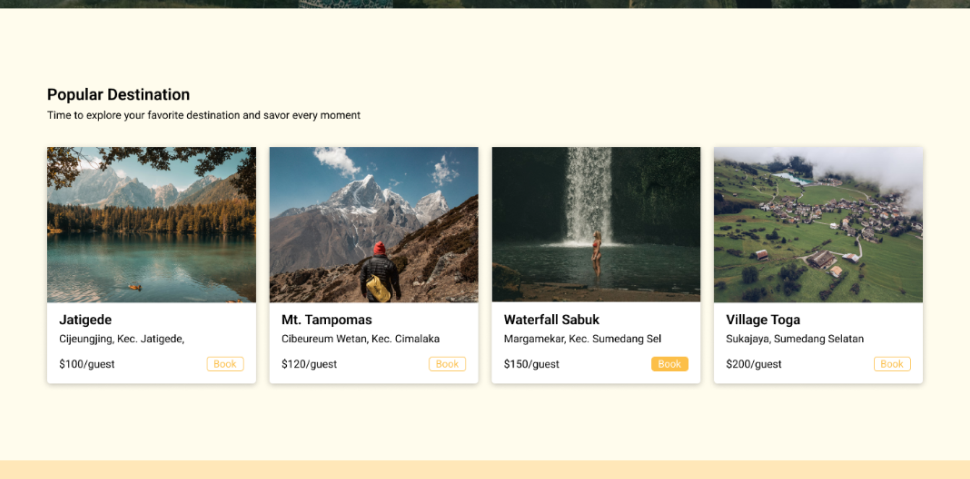 Popular Destination
Time to explore your favorite destination and savor every moment
Jatigede
Cijeungjing, Kec. Jatigede,
$100/guest
Book
Mt. Tampomas
Cibeureum Wetan, Kec. Cimalaka
$120/guest
Book
Waterfall Sabuk
Margamekar, Kec. Sumedang Sel
$150/guest
Book
Village Toga
Sukajaya, Sumedang Selatan
$200/guest
Book